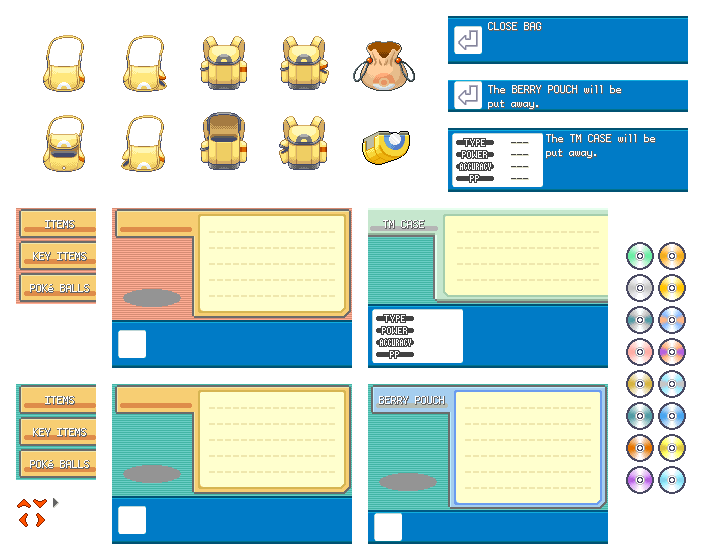 CLOSE BAG
The BERRY POUCH will be
put away.
TYPE ---
POWER ---
ACCURACY ---
PP ---
The TM CASE will be
put away.
ITEMS
KEY ITEMS
POKé BALLS
TM CASE
TYPE
POWER
ACCURACY
PP
ITEMS
KEY ITEMS
POKé BALLS
BERRY POUCH